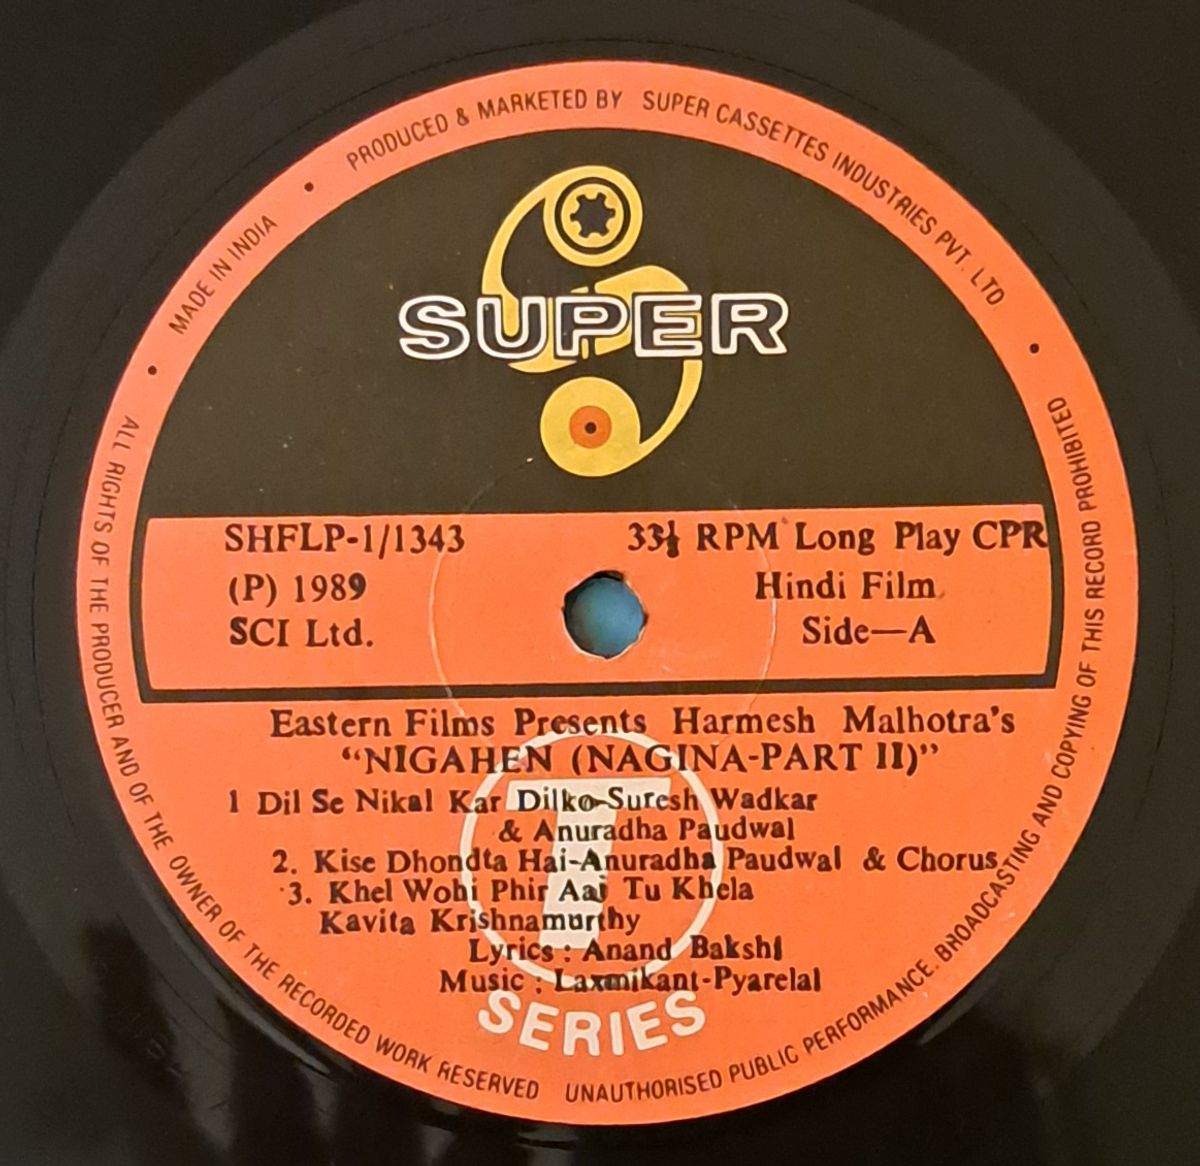 MADE IN INDIA • PRODUCED & MARKETED BY SUPER CASSETTES INDUSTRIES PVT. LTD. •
SUPER
SHFLP-1/1343 33⅓ RPM Long Play CPR
(P) 1989 Hindi Film
SCI Ltd. Side—A
Eastern Films Presents Harmesh Malhotra's
“NIGAHEN (NAGINA-PART II)”
1 Dil Se Nikal Kar Dilko-Suresh Wadkar
& Anuradha Paudwal
2. Kise Dhondta Hai-Anuradha Paudwal & Chorus
3. Khel Wohi Phir Aaj Tu Khela
Kavita Krishnamurthy
Lyrics : Anand Bakshi
Music : Laxmikant-Pyarelal
T
SERIES
• ALL RIGHTS OF THE PRODUCER AND OF THE OWNER OF THE RECORDED WORK RESERVED UNAUTHORISED PUBLIC PERFORMANCE. BROADCASTING AND COPYING OF THIS RECORD PROHIBITED